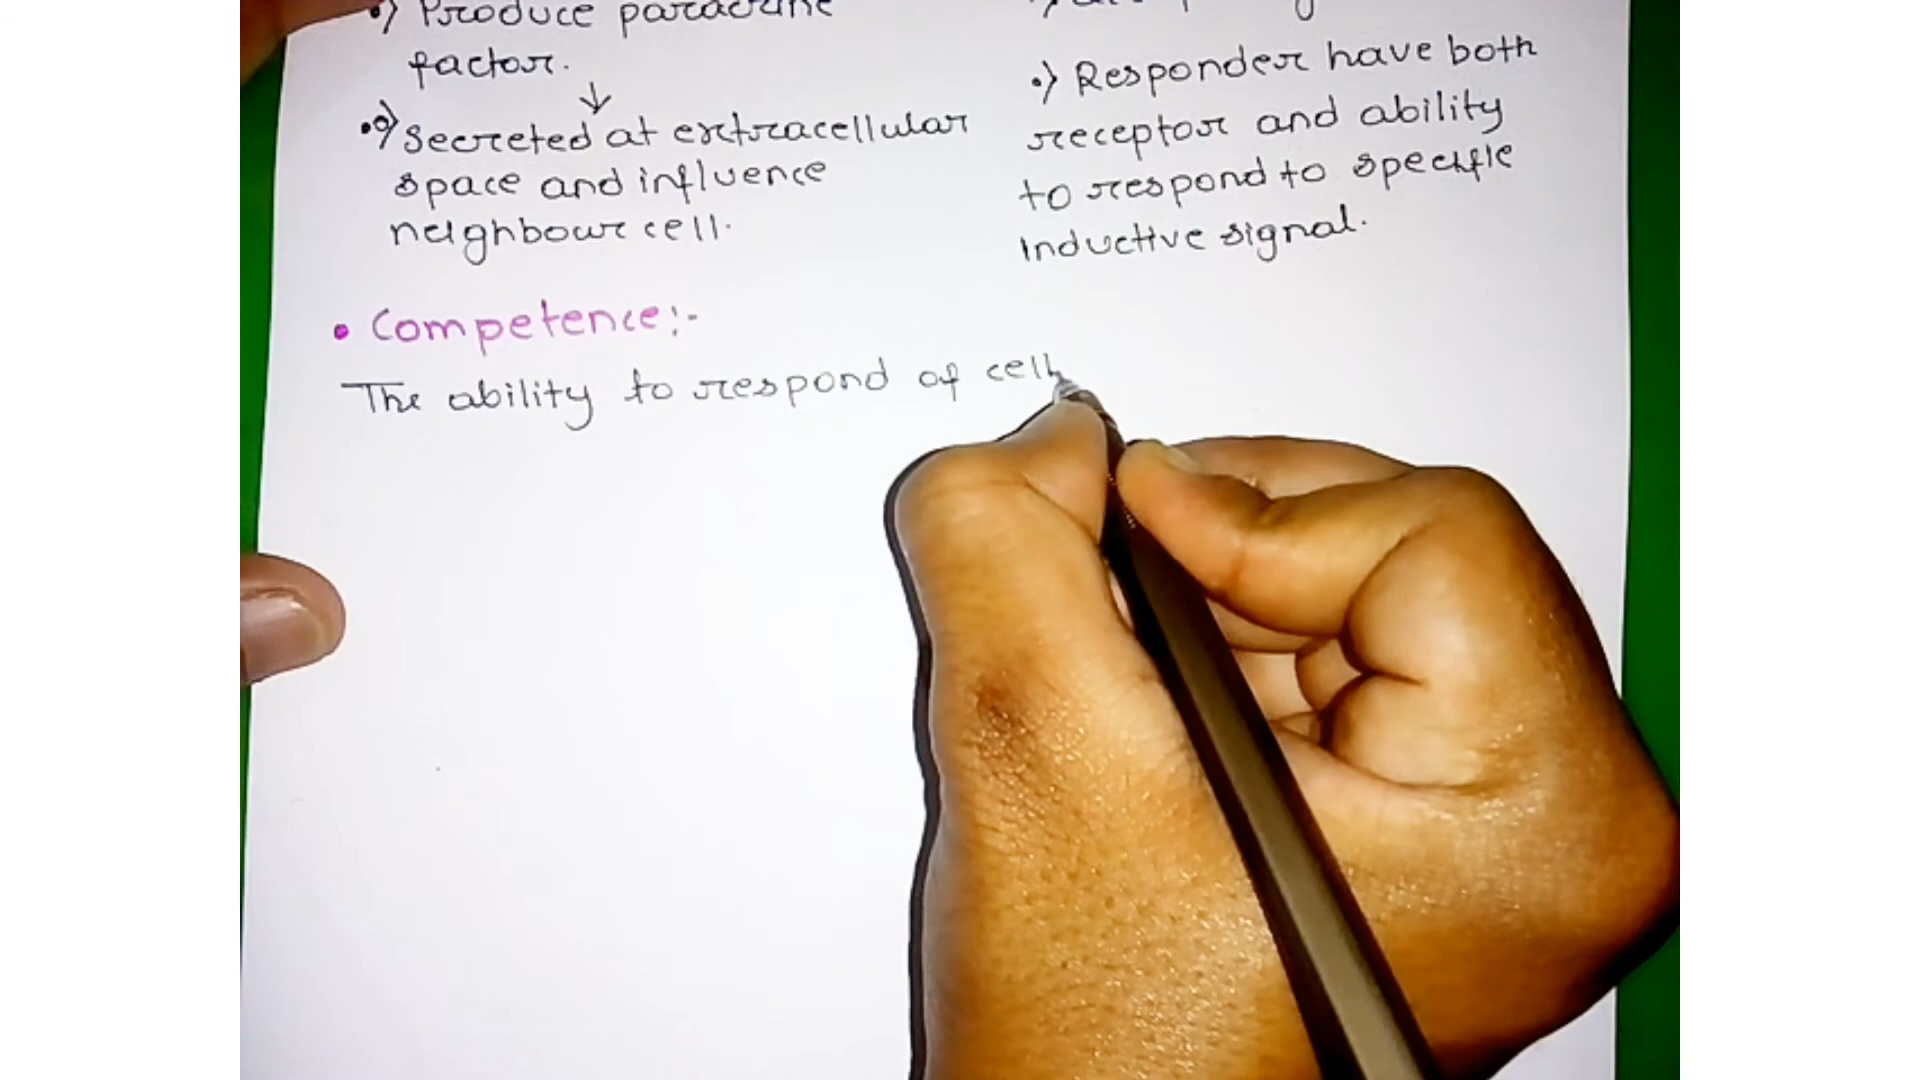 •) Produce paracrine
factor.
↓
•) Secreted at extracellular
space and influence
neighbour cell.
•) Responder have both
receptor and ability
to respond to specific
inductive signal.
• Competence:-
The ability to respond of cell